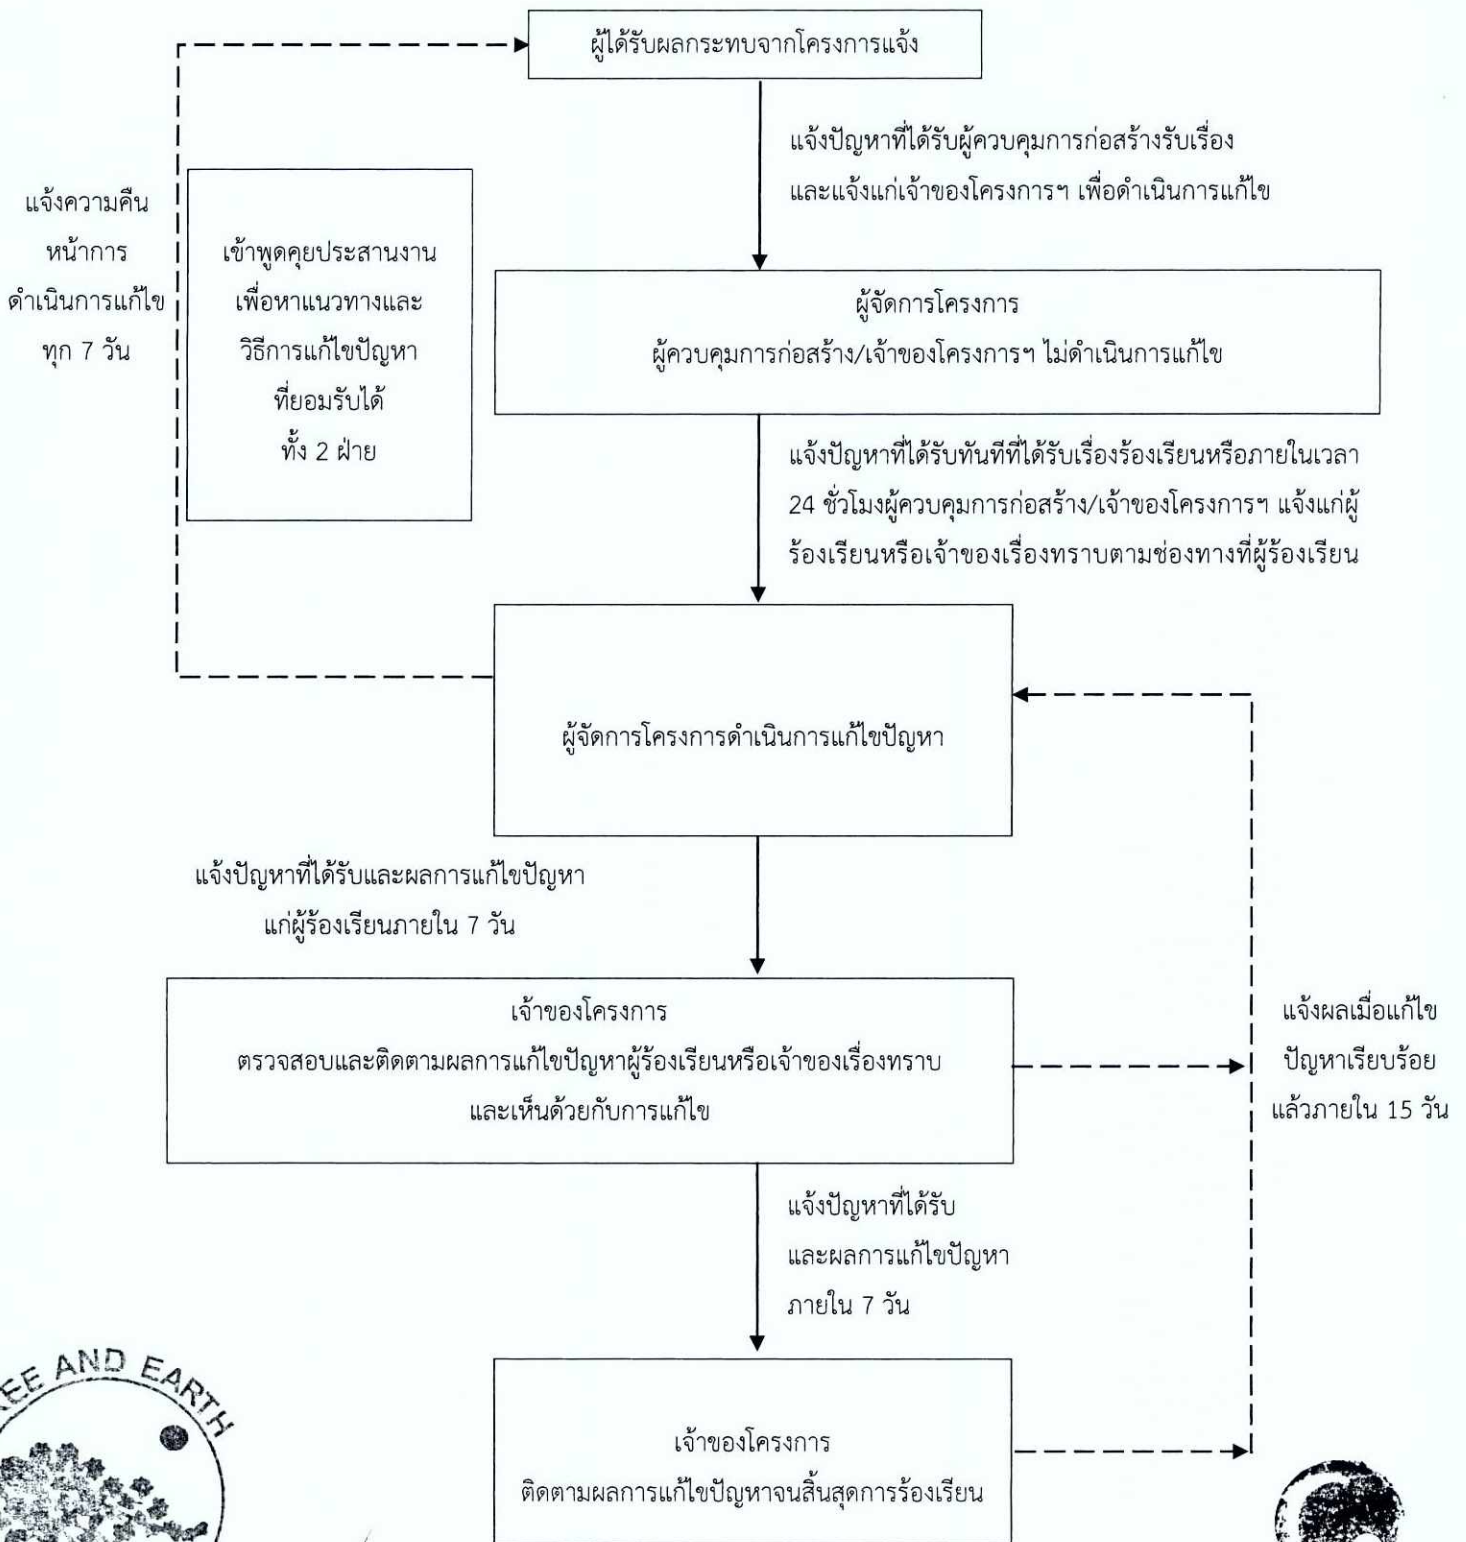 ผู้ได้รับผลกระทบจากโครงการแจ้ง
แจ้งปัญหาที่ได้รับผู้ควบคุมการก่อสร้างรับเรื่อง
และแจ้งแก่เจ้าของโครงการฯ เพื่อดำเนินการแก้ไข
แจ้งความคืน
หน้าการ
ดำเนินการแก้ไข
ทุก 7 วัน
เข้าพูดคุยประสานงาน
เพื่อหาแนวทางและ
วิธีการแก้ไขปัญหา
ที่ยอมรับได้
ทั้ง 2 ฝ่าย
ผู้จัดการโครงการ
ผู้ควบคุมการก่อสร้าง/เจ้าของโครงการฯ ไม่ดำเนินการแก้ไข
แจ้งปัญหาที่ได้รับทันทีที่ได้รับเรื่องร้องเรียนหรือภายในเวลา
24 ชั่วโมงผู้ควบคุมการก่อสร้าง/เจ้าของโครงการฯ แจ้งแก่ผู้
ร้องเรียนหรือเจ้าของเรื่องทราบตามช่องทางที่ผู้ร้องเรียน
ผู้จัดการโครงการดำเนินการแก้ไขปัญหา
แจ้งปัญหาที่ได้รับและผลการแก้ไขปัญหา
แก่ผู้ร้องเรียนภายใน 7 วัน
เจ้าของโครงการ
ตรวจสอบและติดตามผลการแก้ไขปัญหาผู้ร้องเรียนหรือเจ้าของเรื่องทราบ
และเห็นด้วยกับการแก้ไข
แจ้งผลเมื่อแก้ไข
ปัญหาเรียบร้อย
แล้วภายใน 15 วัน
แจ้งปัญหาที่ได้รับ
และผลการแก้ไขปัญหา
ภายใน 7 วัน
เจ้าของโครงการ
ติดตามผลการแก้ไขปัญหาจนสิ้นสุดการร้องเรียน
AND EARTH